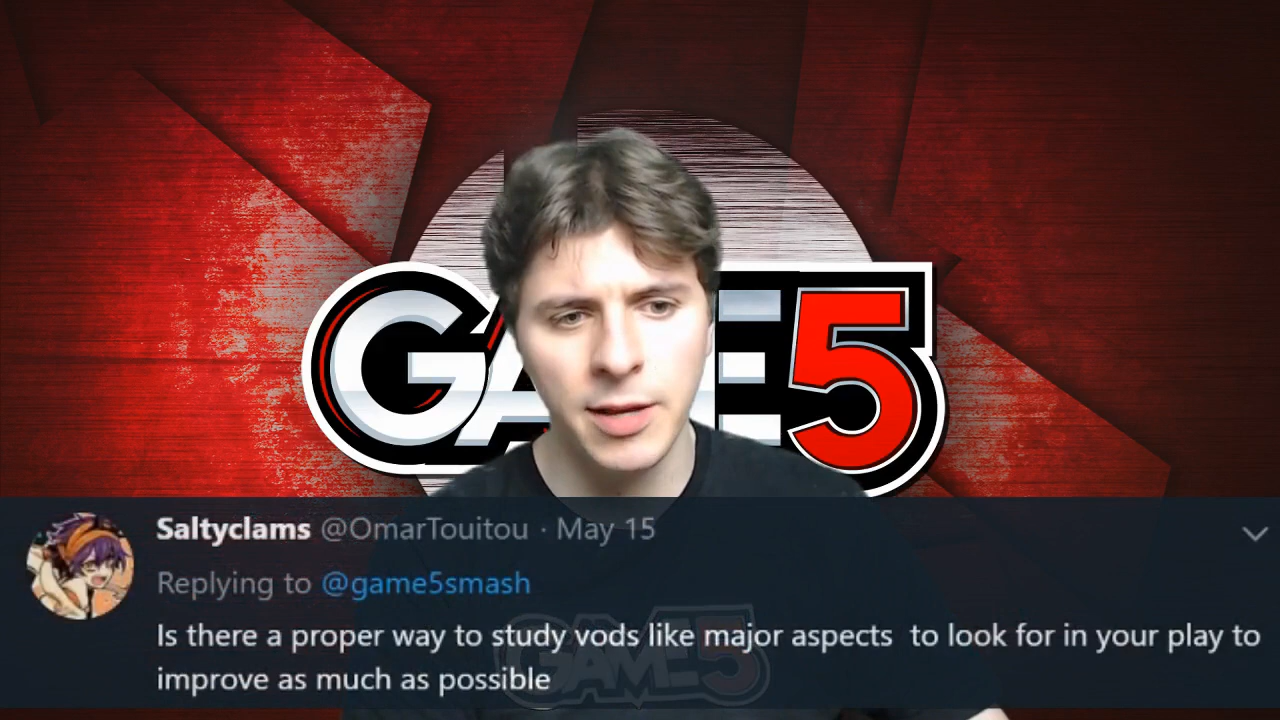 GAME5
Saltyclams @OmarTouitou · May 15
Replying to @game5smash
Is there a proper way to study vods like major aspects  to look for in your play to
improve as much as possible
GAME5